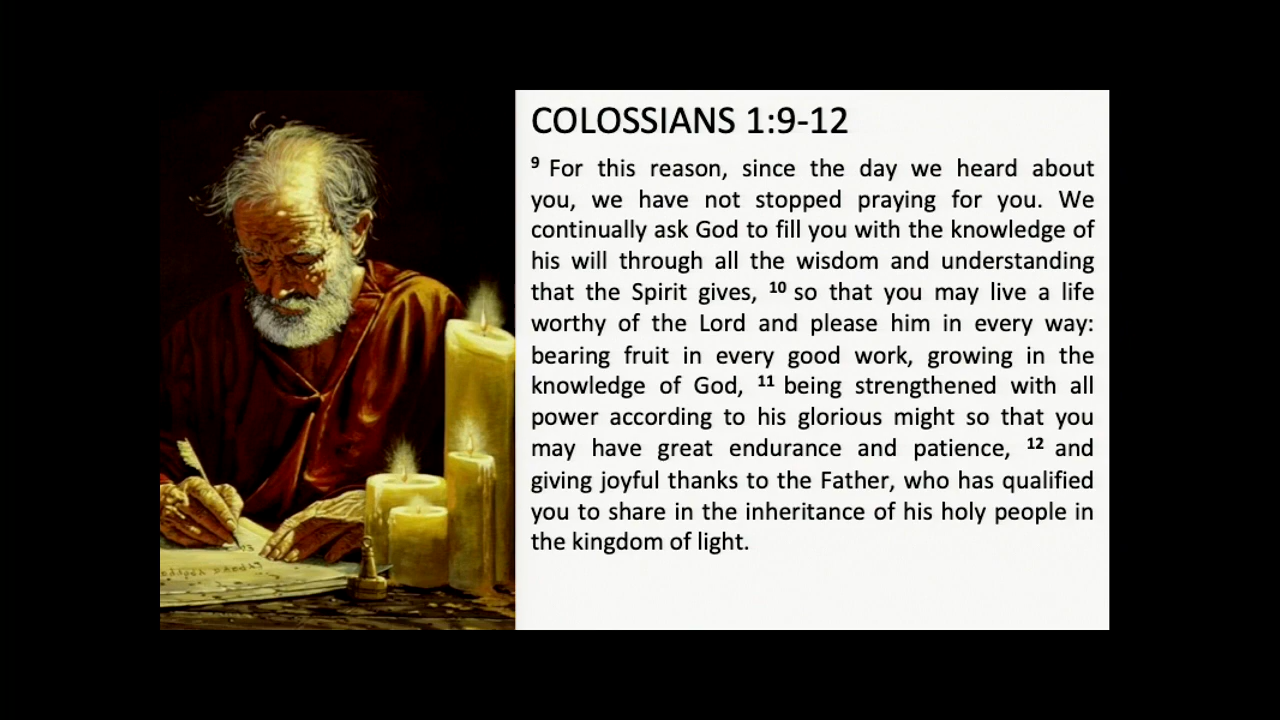 COLOSSIANS 1:9-12
⁹ For this reason, since the day we heard about
you, we have not stopped praying for you. We
continually ask God to fill you with the knowledge of
his will through all the wisdom and understanding
that the Spirit gives, ¹⁰ so that you may live a life
worthy of the Lord and please him in every way:
bearing fruit in every good work, growing in the
knowledge of God, ¹¹ being strengthened with all
power according to his glorious might so that you
may have great endurance and patience, ¹² and
giving joyful thanks to the Father, who has qualified
you to share in the inheritance of his holy people in
the kingdom of light.